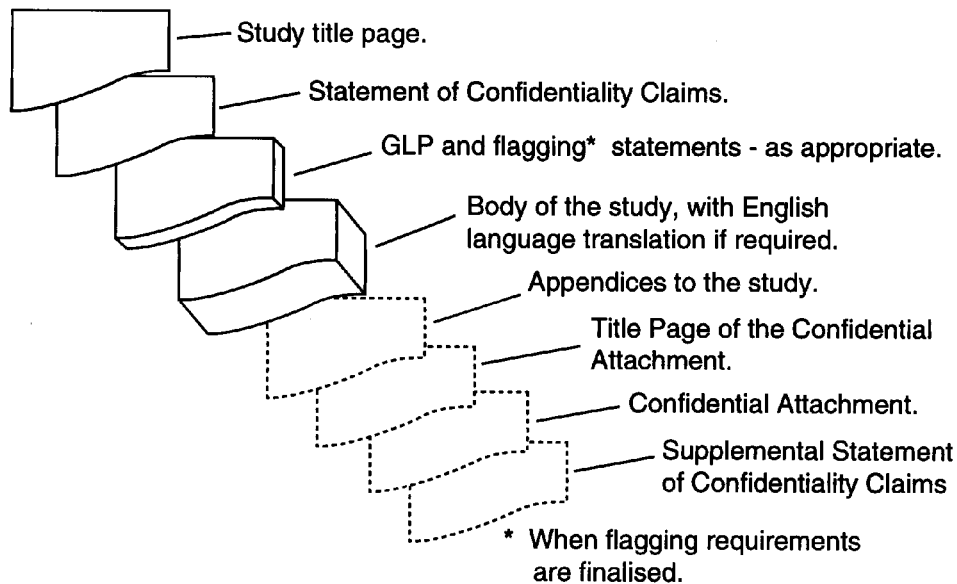 Study title page.
Statement of Confidentiality Claims.
GLP and flagging* statements - as appropriate.
Body of the study, with English
language translation if required.
Appendices to the study.
Title Page of the Confidential
Attachment.
Confidential Attachment.
Supplemental Statement
of Confidentiality Claims
* When flagging requirements
are finalised.